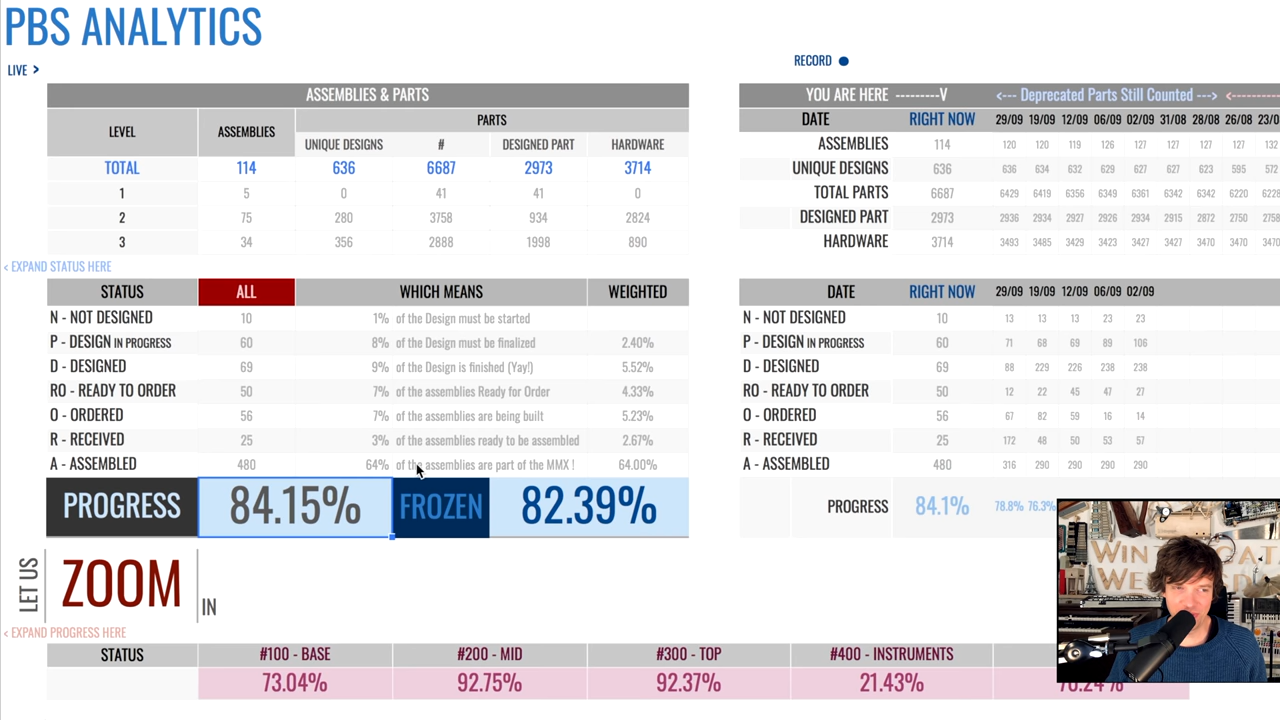 PBS ANALYTICS
LIVE >
ASSEMBLIES & PARTS
LEVEL ASSEMBLIES PARTS
UNIQUE DESIGNS # DESIGNED PART HARDWARE
TOTAL 114 636 6687 2973 3714
1 5 0 41 41 0
2 75 280 3758 934 2824
3 34 356 2888 1998 890
< EXPAND STATUS HERE
STATUS ALL WHICH MEANS WEIGHTED
N - NOT DESIGNED 10 1% of the Design must be started
P - DESIGN IN PROGRESS 60 8% of the Design must be finalized 2.40%
D - DESIGNED 69 9% of the Design is finished (Yay!) 5.52%
RO - READY TO ORDER 50 7% of the assemblies Ready for Order 4.33%
O - ORDERED 56 7% of the assemblies are being built 5.23%
R - RECEIVED 25 3% of the assemblies ready to be assembled 2.67%
A - ASSEMBLED 480 64% of the assemblies are part of the MMX ! 64.00%
PROGRESS 84.15% FROZEN 82.39%
LET US ZOOM IN
< EXPAND PROGRESS HERE
STATUS #100 - BASE #200 - MID #300 - TOP #400 - INSTRUMENTS
73.04% 92.75% 92.37% 21.43%
RECORD
YOU ARE HERE ---------V <--- Deprecated Parts Still Counted ---> <--------
DATE RIGHT NOW 29/09 19/09 12/09 06/09 02/09 31/08 28/08 26/08 23/0
ASSEMBLIES 114 120 120 119 126 127 127 127 127 132
UNIQUE DESIGNS 636 636 634 632 629 627 627 623 595 572
TOTAL PARTS 6687 6429 6419 6356 6349 6361 6342 6342 6220 6228
DESIGNED PART 2973 2936 2934 2927 2926 2934 2915 2872 2750 2758
HARDWARE 3714 3493 3485 3429 3423 3427 3427 3470 3470 3470
DATE RIGHT NOW 29/09 19/09 12/09 06/09 02/09
N - NOT DESIGNED 10 13 13 13 23 23
P - DESIGN IN PROGRESS 60 71 68 69 89 106
D - DESIGNED 69 88 229 226 238 238
RO - READY TO ORDER 50 12 22 45 47 27
O - ORDERED 56 67 82 59 16 14
R - RECEIVED 25 172 48 50 53 57
A - ASSEMBLED 480 316 290 290 290 290
PROGRESS 84.1% 78.8% 76.3%